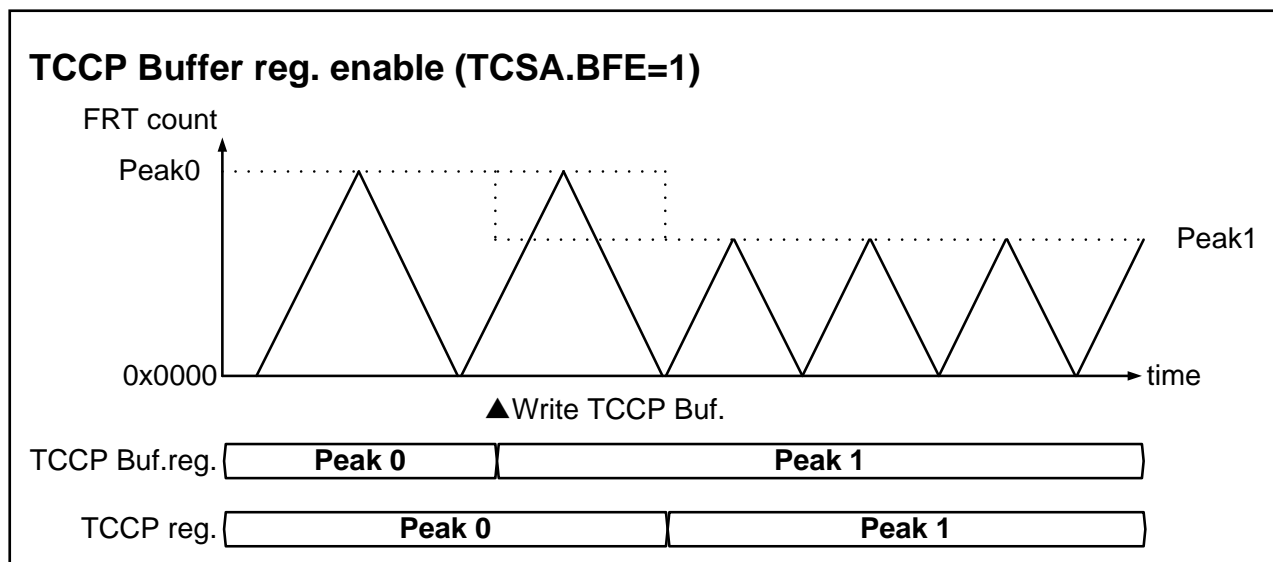 TCCP Buffer reg. enable (TCSA.BFE=1)
FRT count
Peak0
Peak1
0x0000
time
▲Write TCCP Buf.
TCCP Buf.reg. Peak 0 Peak 1
TCCP reg. Peak 0 Peak 1